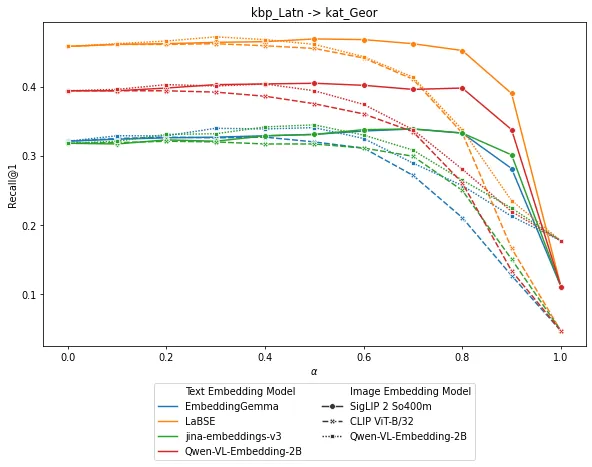 kbp_Latn -> kat_Geor
Recall@1
0.4
0.3
0.2
0.1
0.0 0.2 0.4 0.6 0.8 1.0
α
Text Embedding Model
EmbeddingGemma
LaBSE
jina-embeddings-v3
Qwen-VL-Embedding-2B
Image Embedding Model
SigLIP 2 So400m
CLIP ViT-B/32
Qwen-VL-Embedding-2B